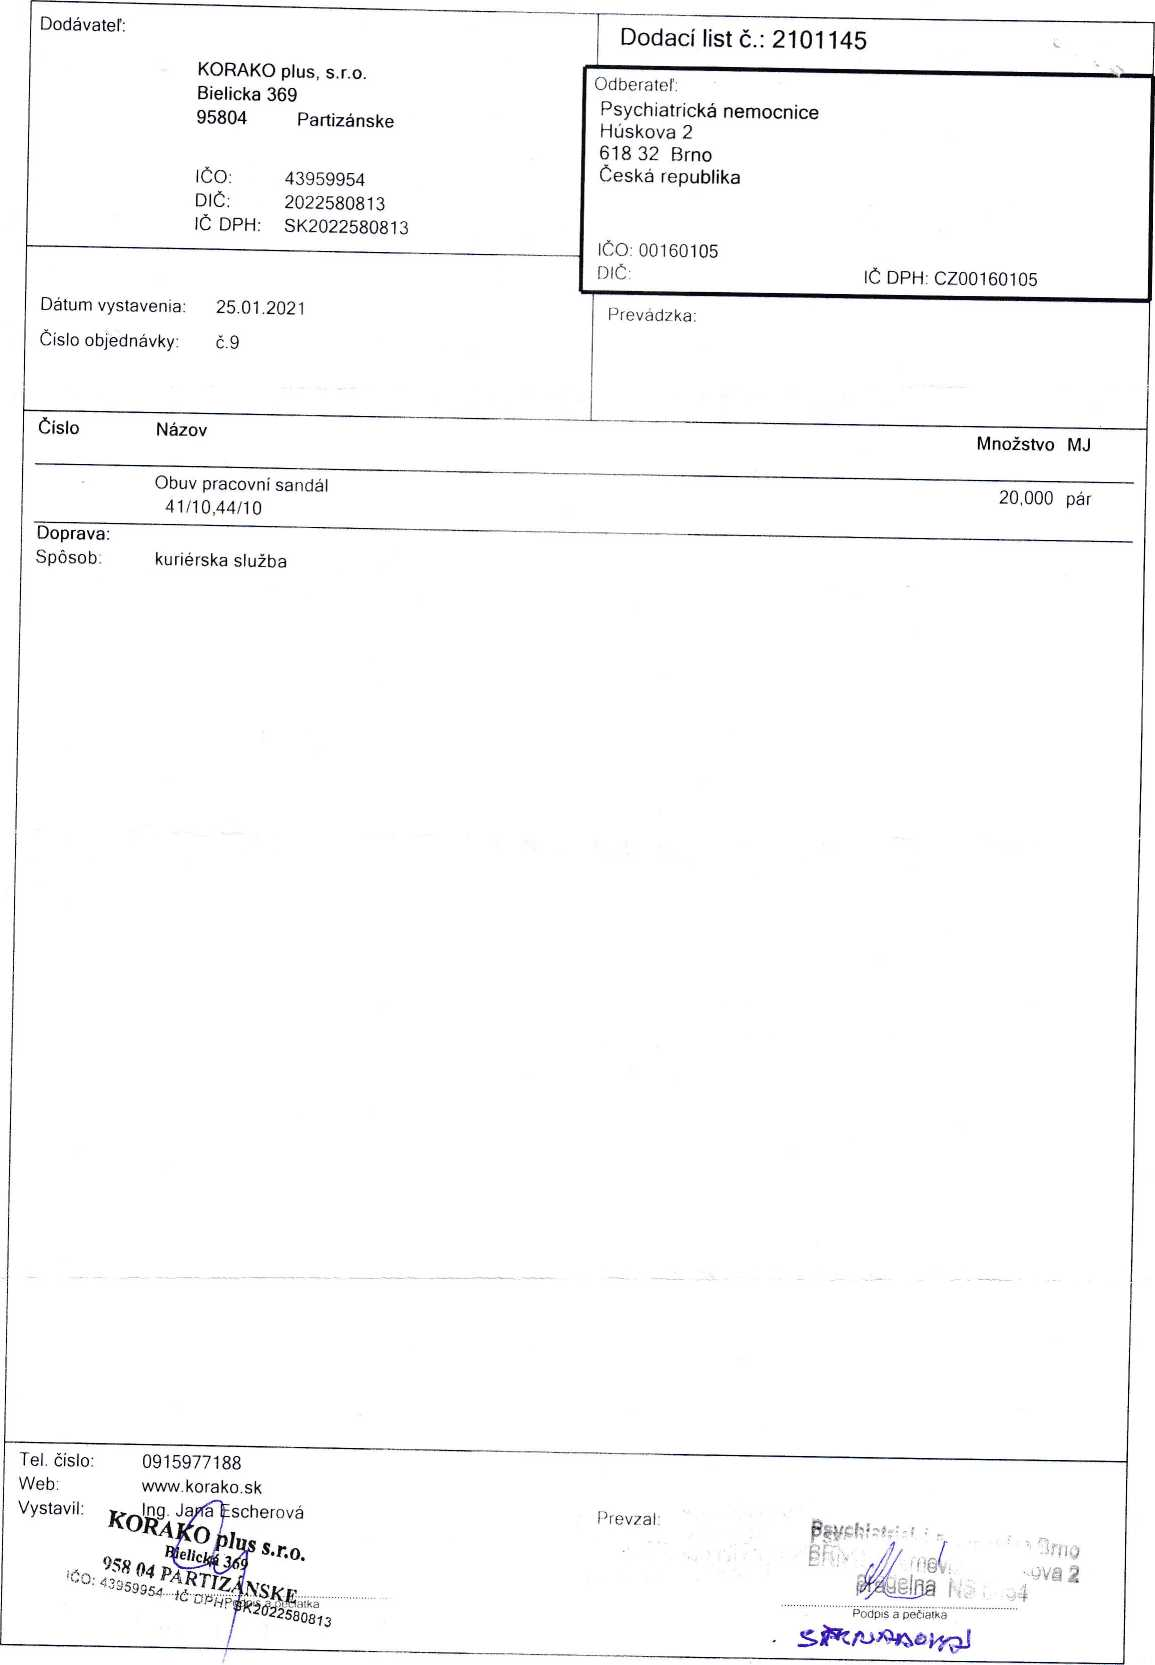 Dodávateľ:
KORAKO plus, s.r.o.
Bielicka 369
95804 Partizánske
IČO: 43959954
DIČ: 2022580813
IČ DPH: SK2022580813
Dodací list č.: 2101145
Odberateľ:
Psychiatrická nemocnice
Húskova 2
618 32 Brno
Česká republika
IČO: 00160105
DIČ: IČ DPH: CZ00160105
Dátum vystavenia: 25.01.2021
Číslo objednávky: č.9
Prevádzka:
Číslo Názov Množstvo MJ
Obuv pracovní sandál 20,000 pár
41/10,44/10
Doprava:
Spôsob: kuriérska služba
Tel. číslo: 0915977188
Web: www.korako.sk
Vystavil: Ing. Jana Escherová
KORAKO plus s.r.o.
Bielická 369
958 04 PARTIZÁNSKE
IČO: 43959954 IČ DPH: SK2022580813
Podpis a pečiatka
Prevzal:
Brno
2
Podpis a pečiatka